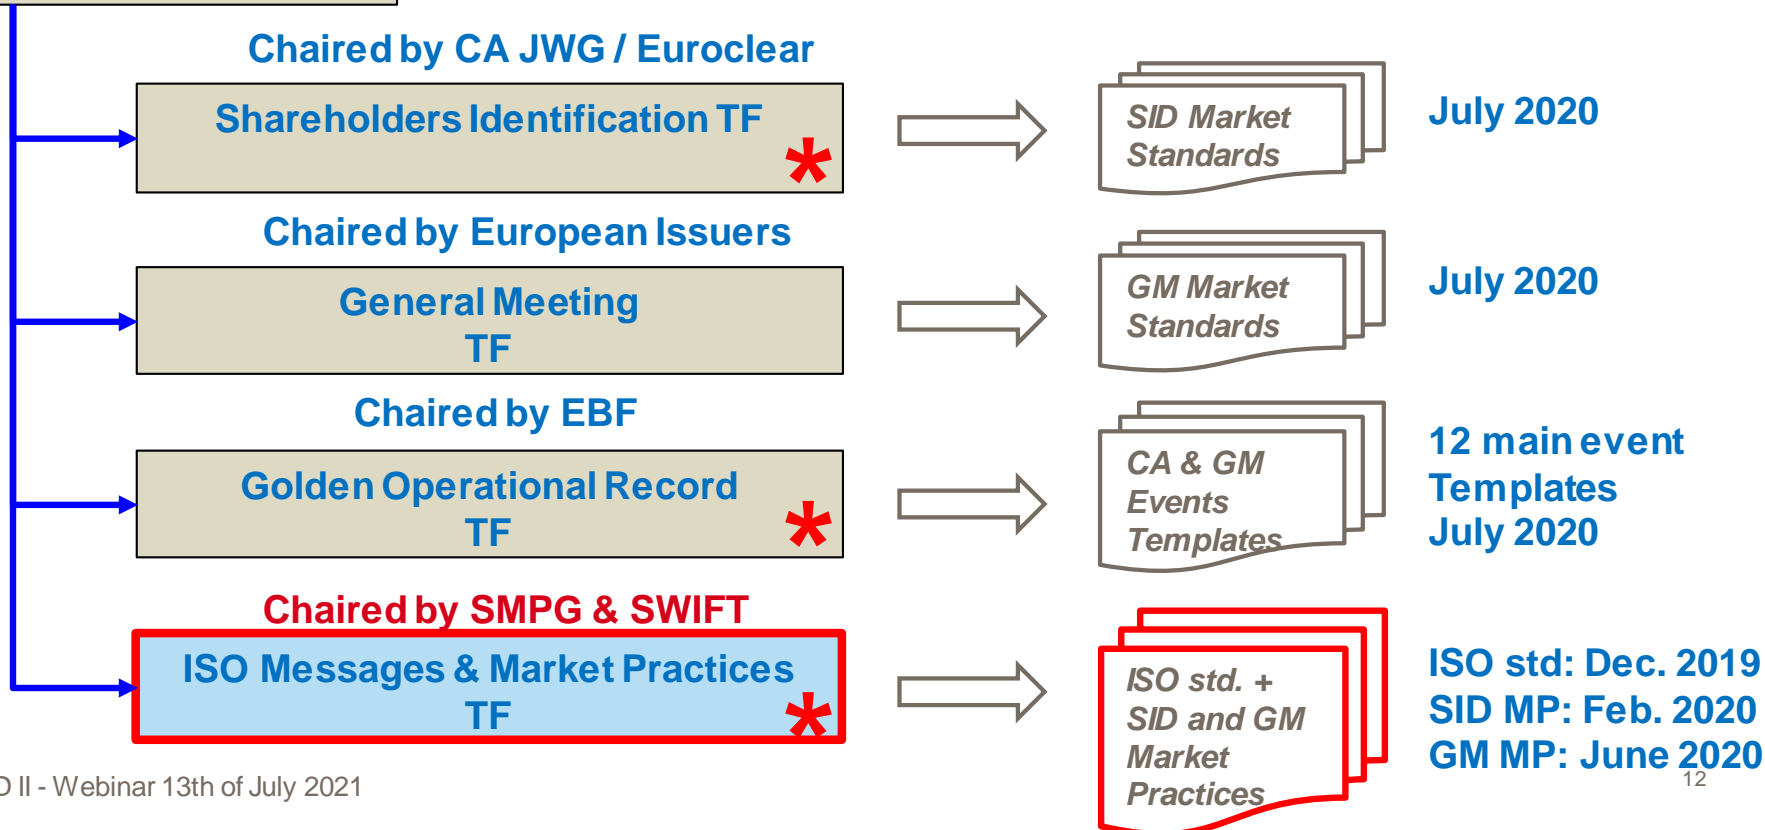 Chaired by CA JWG / Euroclear
Shareholders Identification TF
*
SID Market
Standards
July 2020
Chaired by European Issuers
General Meeting
TF
GM Market
Standards
July 2020
Chaired by EBF
Golden Operational Record
TF
*
CA & GM
Events
Templates
12 main event
Templates
July 2020
Chaired by SMPG & SWIFT
ISO Messages & Market Practices
TF
*
ISO std. +
SID and GM
Market
Practices
ISO std: Dec. 2019
SID MP: Feb. 2020
GM MP: June 2020
D II - Webinar 13th of July 2021
12